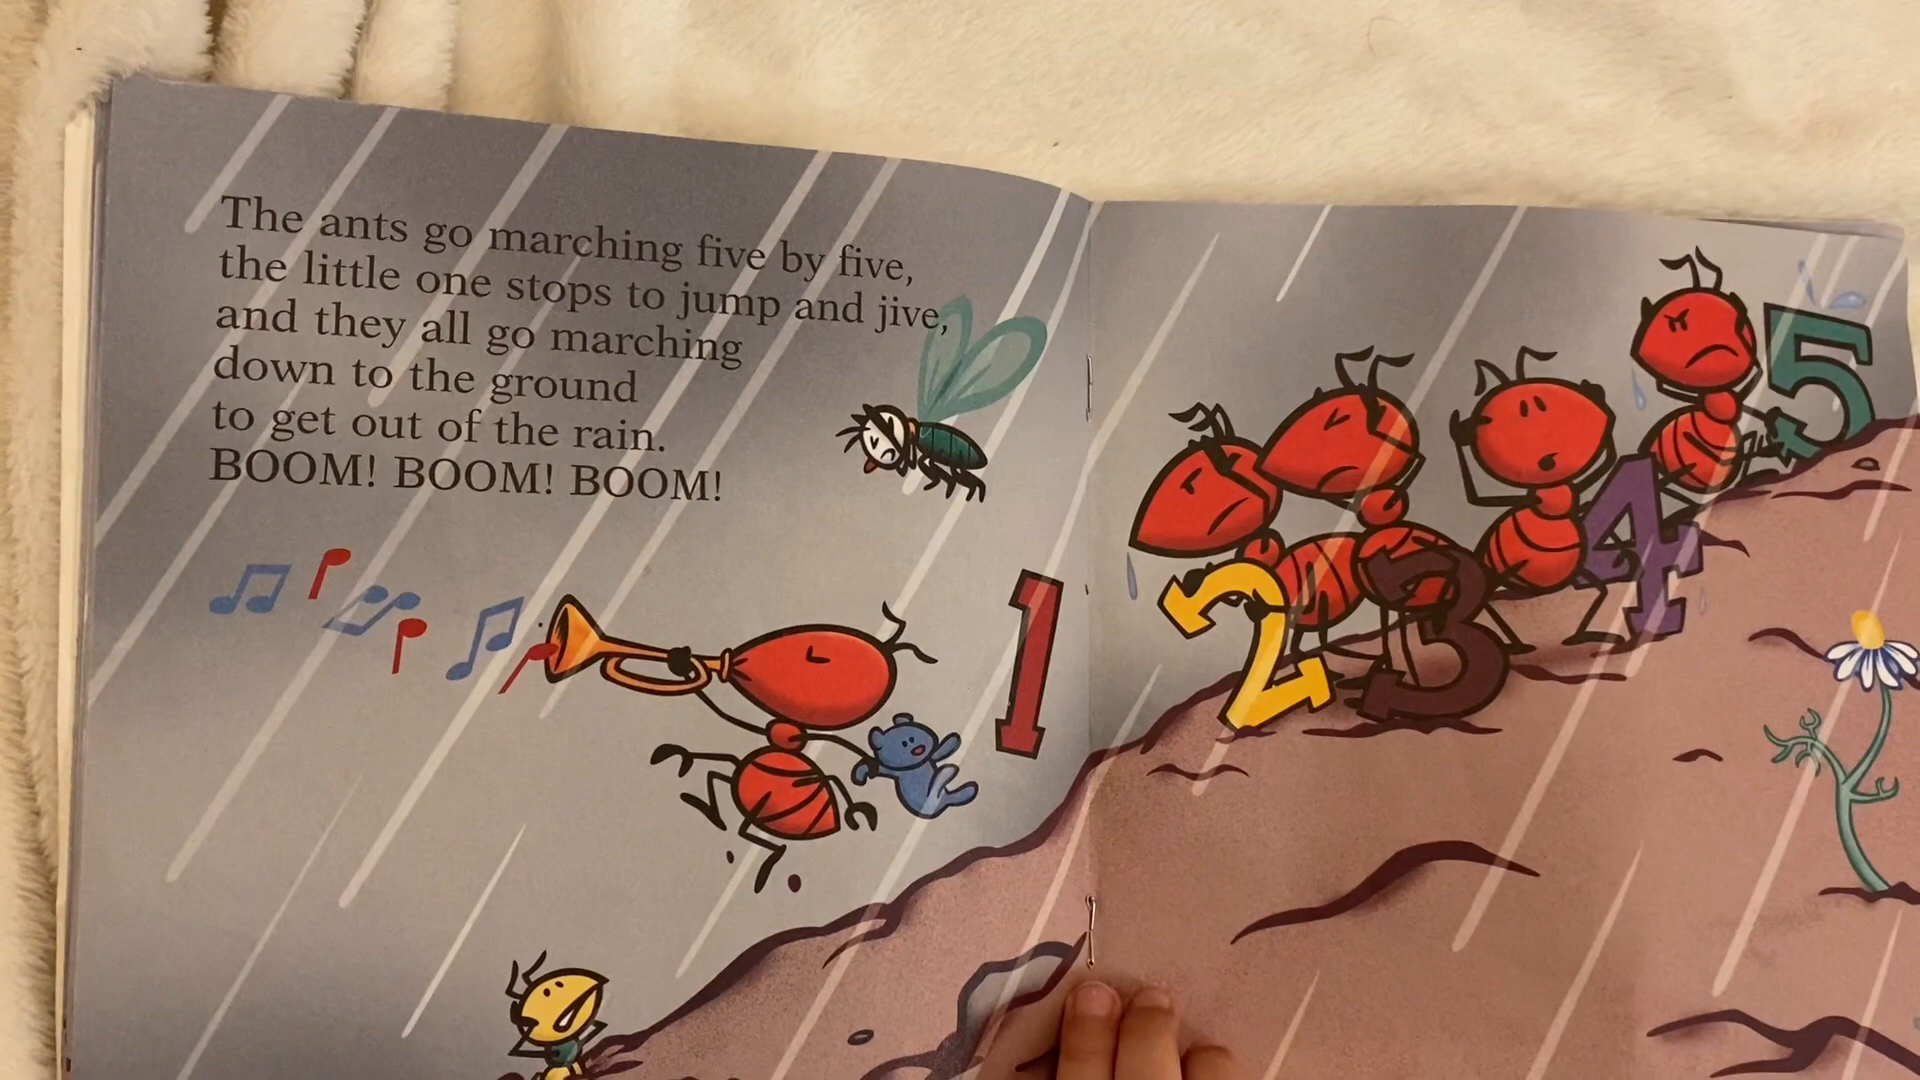 The ants go marching five by five,
the little one stops to jump and jive,
and they all go marching
down to the ground
to get out of the rain.
BOOM! BOOM! BOOM!
1
2
3
4
5